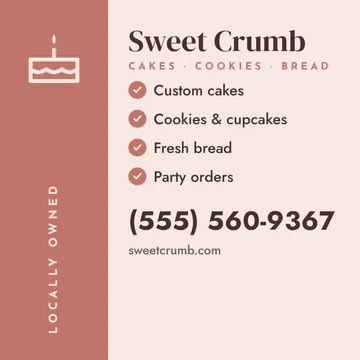 Sweet Crumb
CAKES · COOKIES · BREAD
Custom cakes
Cookies & cupcakes
Fresh bread
Party orders
(555) 560-9367
sweetcrumb.com
LOCALLY OWNED